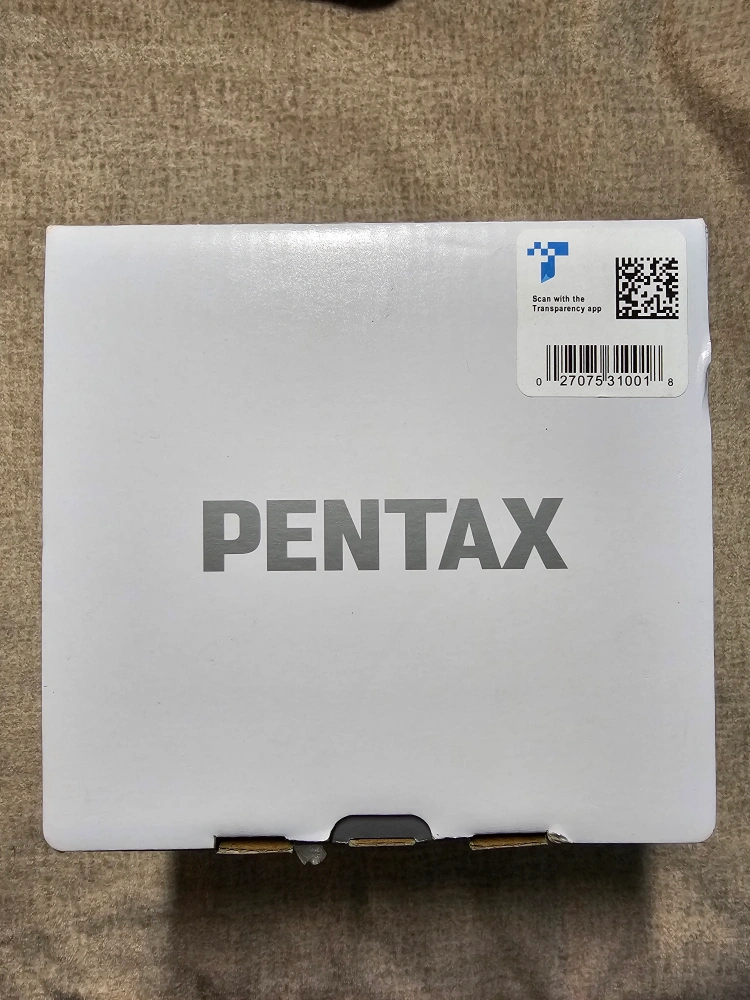 Scan with the
Transparency app
0 27075 31001 8
PENTAX